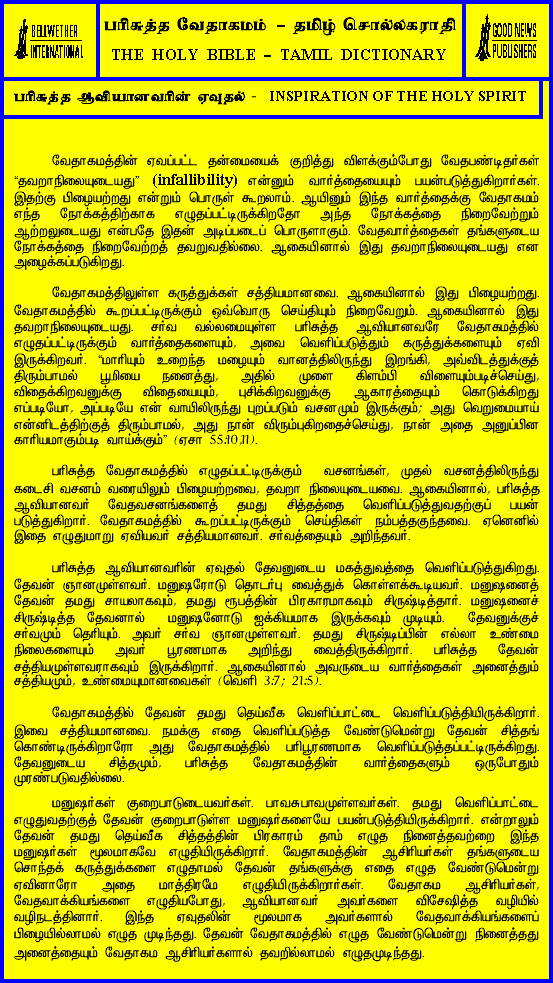 BELLWETHER
INTERNATIONAL
பரிசுத்த வேதாகமம் - தமிழ் சொல்லகராதி
THE HOLY BIBLE - TAMIL DICTIONARY
GOOD NEWS
PUBLISHERS
பரிசுத்த ஆவியானவரின் ஏவுதல் - INSPIRATION OF THE HOLY SPIRIT
வேதாகமத்தின் ஏவப்பட்ட தன்மையைக் குறித்து விளக்கும்போது வேதபண்டிதர்கள்
“தவறாநிலையுடையது” (infallibility) என்னும் வார்த்தையையும் பயன்படுத்துகிறார்கள்.
இதற்கு பிழையற்றது என்றும் பொருள் கூறலாம். ஆயினும் இந்த வார்த்தைக்கு வேதாகமம்
எந்த நோக்கத்திற்காக எழுதப்பட்டிருக்கிறதோ அந்த நோக்கத்தை நிறைவேற்றும்
ஆற்றலுடையது என்பதே இதன் அடிப்படைப் பொருளாகும். வேதவார்த்தைகள் தங்களுடைய
நோக்கத்தை நிறைவேற்றத் தவறுவதில்லை. ஆகையினால் இது தவறாநிலையுடையது என
அழைக்கப்படுகிறது.
வேதாகமத்திலுள்ள கருத்துக்கள் சத்தியமானவை. ஆகையினால் இது பிழையற்றது.
வேதாகமத்தில் கூறப்பட்டிருக்கும் ஒவ்வொரு செய்தியும் நிறைவேறும். ஆகையினால் இது
தவறாநிலையுடையது. சர்வ வல்லமையுள்ள பரிசுத்த ஆவியானவரே வேதாகமத்தில்
எழுதப்பட்டிருக்கும் வார்த்தைகளையும், அவை வெளிப்படுத்தும் கருத்துக்களையும் ஏவி
இருக்கிறவர். “மாரியும் உறைந்த மழையும் வானத்திலிருந்து இறங்கி, அவ்விடத்துக்குத்
திரும்பாமல் பூமியை நனைத்து, அதில் முளை கிளம்பி விளையும்படிச்செய்து,
விதைக்கிறவனுக்கு விதையையும், புசிக்கிறவனுக்கு ஆகாரத்தையும் கொடுக்கிறது
எப்படியோ, அப்படியே என் வாயிலிருந்து புறப்படும் வசனமும் இருக்கும்; அது வெறுமையாய்
என்னிடத்திற்குத் திரும்பாமல், அது நான் விரும்புகிறதைச்செய்து, நான் அதை அனுப்பின
காரியமாகும்படி வாய்க்கும்” (ஏசா 55:10,11).
பரிசுத்த வேதாகமத்தில் எழுதப்பட்டிருக்கும் வசனங்கள், முதல் வசனத்திலிருந்து
கடைசி வசனம் வரையிலும் பிழையற்றவை, தவறா நிலையுடையவை. ஆகையினால், பரிசுத்த
ஆவியானவர் வேதவசனங்களைத் தமது சித்தத்தை வெளிப்படுத்துவதற்குப் பயன்
படுத்துகிறார். வேதாகமத்தில் கூறப்பட்டிருக்கும் செய்திகள் நம்பத்தகுந்தவை. ஏனெனில்
இதை எழுதுமாறு ஏவியவர் சத்தியமானவர். சர்வத்தையும் அறிந்தவர்.
பரிசுத்த ஆவியானவரின் ஏவுதல் தேவனுடைய மகத்துவத்தை வெளிப்படுத்துகிறது.
தேவன் ஞானமுள்ளவர். மனுஷரோடு தொடர்பு வைத்துக் கொள்ளக்கூடியவர். மனுஷனைத்
தேவன் தமது சாயலாகவும், தமது ரூபத்தின் பிரகாரமாகவும் சிருஷ்டித்தார். மனுஷனைச்
சிருஷ்டித்த தேவனால் மனுஷனோடு ஐக்கியமாக இருக்கவும் முடியும். தேவனுக்குச்
சர்வமும் தெரியும். அவர் சர்வ ஞானமுள்ளவர். தமது சிருஷ்டிப்பின் எல்லா உண்மை
நிலைகளையும் அவர் பூரணமாக அறிந்து வைத்திருக்கிறார். பரிசுத்த தேவன்
சத்தியமுள்ளவராகவும் இருக்கிறார். ஆகையினால் அவருடைய வார்த்தைகள் அனைத்தும்
சத்தியமும், உண்மையுமானவைகள் (வெளி 3:7; 21:5).
வேதாகமத்தில் தேவன் தமது தெய்வீக வெளிப்பாட்டை வெளிப்படுத்தியிருக்கிறார்.
இவை சத்தியமானவை. நமக்கு எதை வெளிப்படுத்த வேண்டுமென்று தேவன் சித்தங்
கொண்டிருக்கிறாரோ அது வேதாகமத்தில் பரிபூரணமாக வெளிப்படுத்தப்பட்டிருக்கிறது.
தேவனுடைய சித்தமும், பரிசுத்த வேதாகமத்தின் வார்த்தைகளும் ஒருபோதும்
முரண்படுவதில்லை.
மனுஷர்கள் குறைபாடுடையவர்கள். பாவசுபாவமுள்ளவர்கள். தமது வெளிப்பாட்டை
எழுதுவதற்குத் தேவன் குறைபாடுள்ள மனுஷர்களையே பயன்படுத்தியிருக்கிறார். என்றாலும்
தேவன் தமது தெய்வீக சித்தத்தின் பிரகாரம் தாம் எழுத நினைத்தவற்றை இந்த
மனுஷர்கள் மூலமாகவே எழுதியிருக்கிறார். வேதாகமத்தின் ஆசிரியர்கள் தங்களுடைய
சொந்தக் கருத்துக்களை எழுதாமல் தேவன் தங்களுக்கு எதை எழுத வேண்டுமென்று
ஏவினாரோ அதை மாத்திரமே எழுதியிருக்கிறார்கள். வேதாகம ஆசிரியர்கள்,
வேதவாக்கியங்களை எழுதியபோது, ஆவியானவர் அவர்களை விசேஷித்த வழியில்
வழிநடத்தினார். இந்த ஏவுதலின் மூலமாக அவர்களால் வேதவாக்கியங்களைப்
பிழையில்லாமல் எழுத முடிந்தது. தேவன் வேதாகமத்தில் எழுத வேண்டுமென்று நினைத்தது
அனைத்தையும் வேதாகம ஆசிரியர்களால் தவறில்லாமல் எழுதமுடிந்தது.